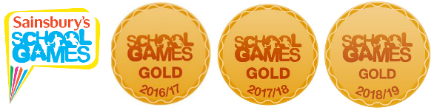 Sainsbury's
SCHOOL
GAMES
SCHOOL
GAMES
GOLD
2016/17
SCHOOL
GAMES
GOLD
2017/18
SCHOOL
GAMES
GOLD
2018/19